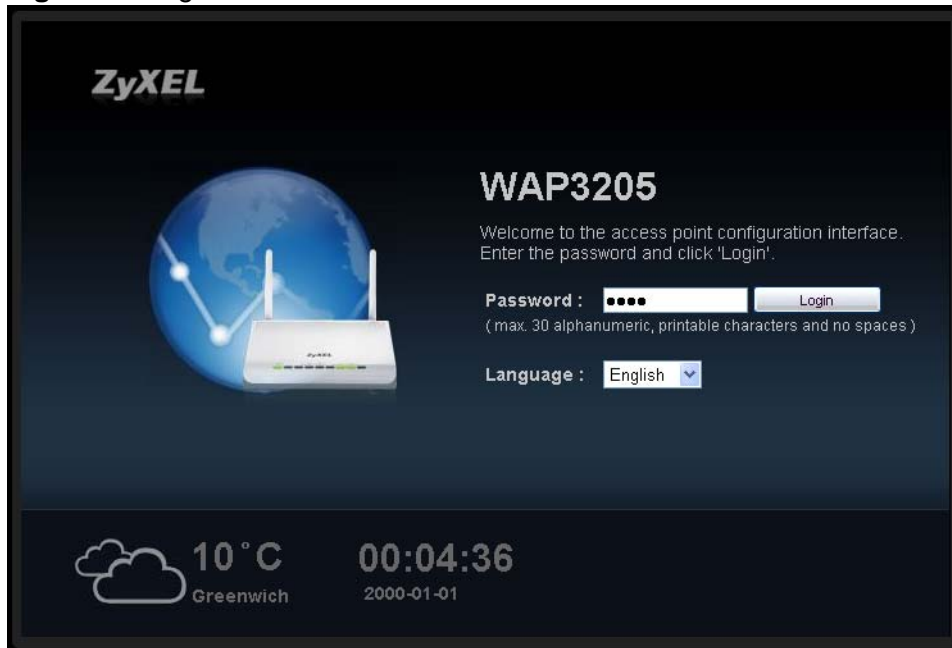 ZyXEL
WAP3205
Welcome to the access point configuration interface.
Enter the password and click 'Login'.
Password : •••• Login
( max. 30 alphanumeric, printable characters and no spaces )
Language : English
ZyXEL
10°C
Greenwich
00:04:36
2000-01-01